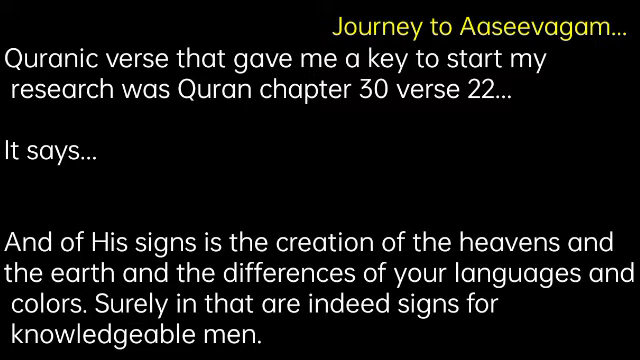 Journey to Aaseevagam...
Quranic verse that gave me a key to start my
research was Quran chapter 30 verse 22...
It says...
And of His signs is the creation of the heavens and
the earth and the differences of your languages and
colors. Surely in that are indeed signs for
knowledgeable men.